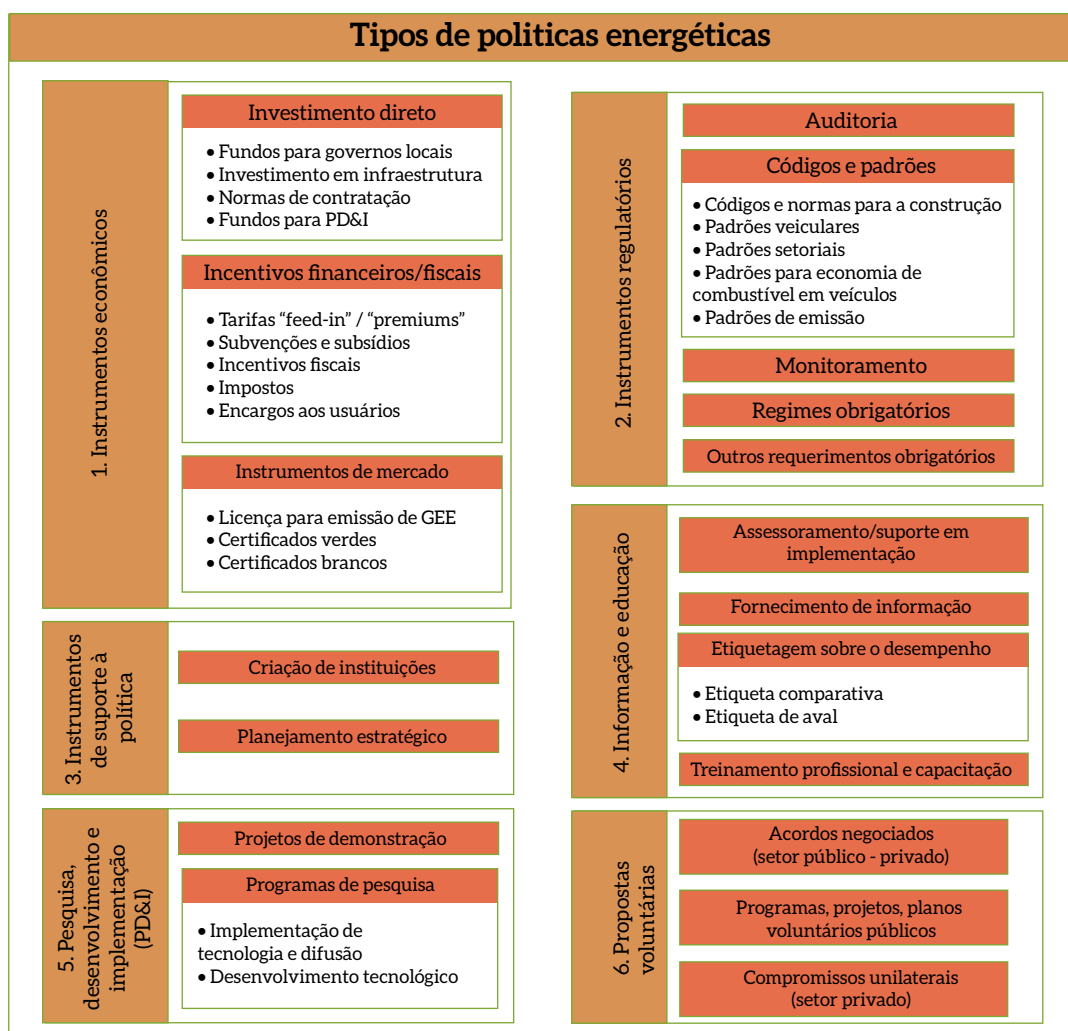 Tipos de politicas energéticas
1. Instrumentos econômicos
Investimento direto
• Fundos para governos locais
• Investimento em infraestrutura
• Normas de contratação
• Fundos para PD&I
Incentivos financeiros/fiscais
• Tarifas “feed-in” / “premiums”
• Subvenções e subsídios
• Incentivos fiscais
• Impostos
• Encargos aos usuários
Instrumentos de mercado
• Licença para emissão de GEE
• Certificados verdes
• Certificados brancos
2. Instrumentos regulatórios
Auditoria
Códigos e padrões
• Códigos e normas para a construção
• Padrões veiculares
• Padrões setoriais
• Padrões para economia de
combustível em veículos
• Padrões de emissão
Monitoramento
Regimes obrigatórios
Outros requerimentos obrigatórios
3. Instrumentos
de suporte à
política
Criação de instituições
Planejamento estratégico
4. Informação e educação
Assessoramento/suporte em
implementação
Fornecimento de informação
Etiquetagem sobre o desempenho
• Etiqueta comparativa
• Etiqueta de aval
Treinamento profissional e capacitação
5. Pesquisa,
desenvolvimento e
implementação
(PD&I)
Projetos de demonstração
Programas de pesquisa
• Implementação de
tecnologia e difusão
• Desenvolvimento tecnológico
6. Propostas
voluntárias
Acordos negociados
(setor público - privado)
Programas, projetos, planos
voluntários públicos
Compromissos unilaterais
(setor privado)